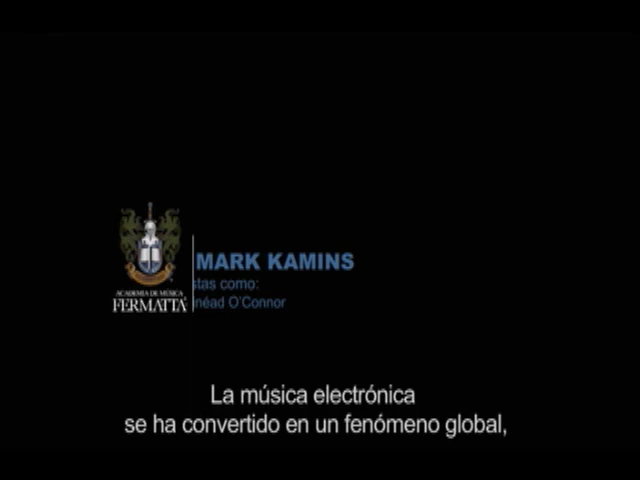 MARK KAMINS
stas como:
néad O'Connor
ACADEMIA DE MÚSICA
FERMATTA
La música electrónica
se ha convertido en un fenómeno global,